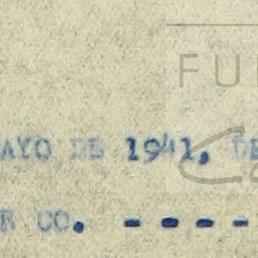 FU
AYO DE 1941, DE
R CO. - - - -